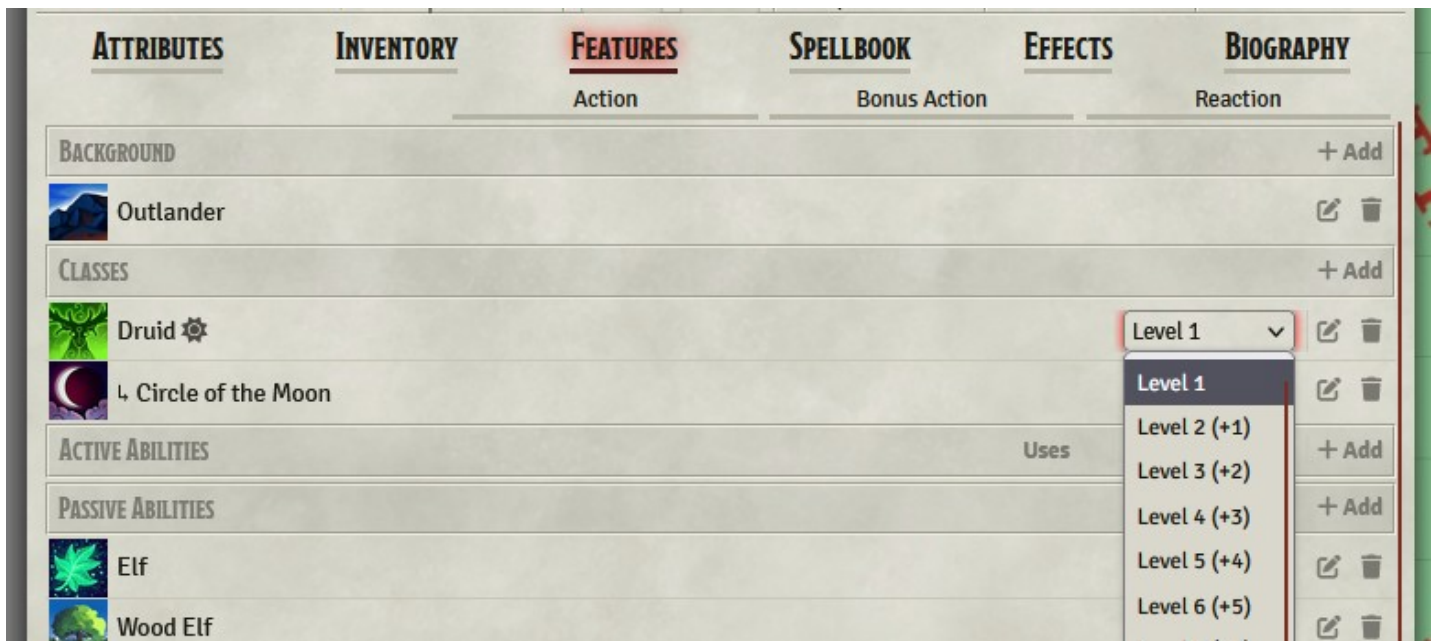 ATTRIBUTES INVENTORY FEATURES SPELLBOOK EFFECTS BIOGRAPHY
Action Bonus Action Reaction
BACKGROUND + Add
Outlander
CLASSES + Add
Druid Level 1
↳ Circle of the Moon Level 1
Level 2 (+1)
ACTIVE ABILITIES Uses + Add
Level 3 (+2)
PASSIVE ABILITIES Level 4 (+3) + Add
Elf Level 5 (+4)
Wood Elf Level 6 (+5)